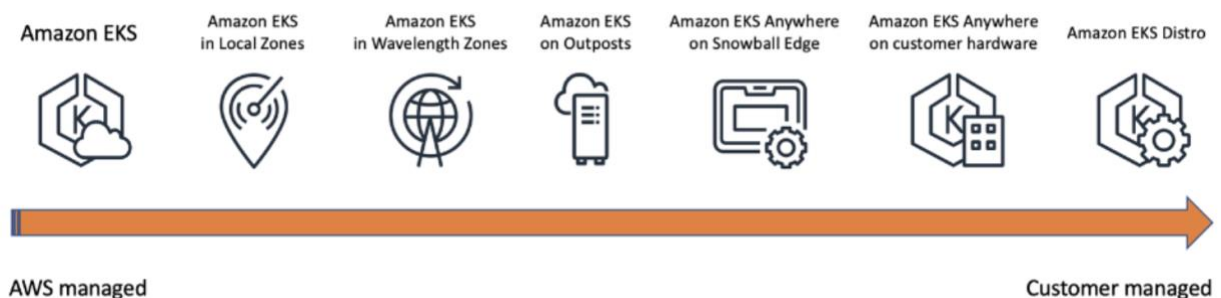 Amazon EKS
Amazon EKS
in Local Zones
Amazon EKS
in Wavelength Zones
Amazon EKS
on Outposts
Amazon EKS Anywhere
on Snowball Edge
Amazon EKS Anywhere
on customer hardware
Amazon EKS Distro
K
K
K
AWS managed
Customer managed